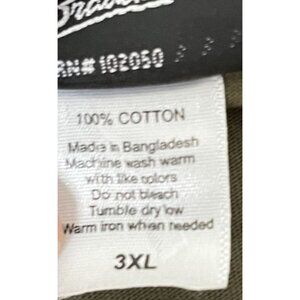 RN#102050
100% COTTON
Made in Bangladesh
Machine wash warm
with like colors
Do not bleach
Tumble dry low
Warm iron when needed
3XL